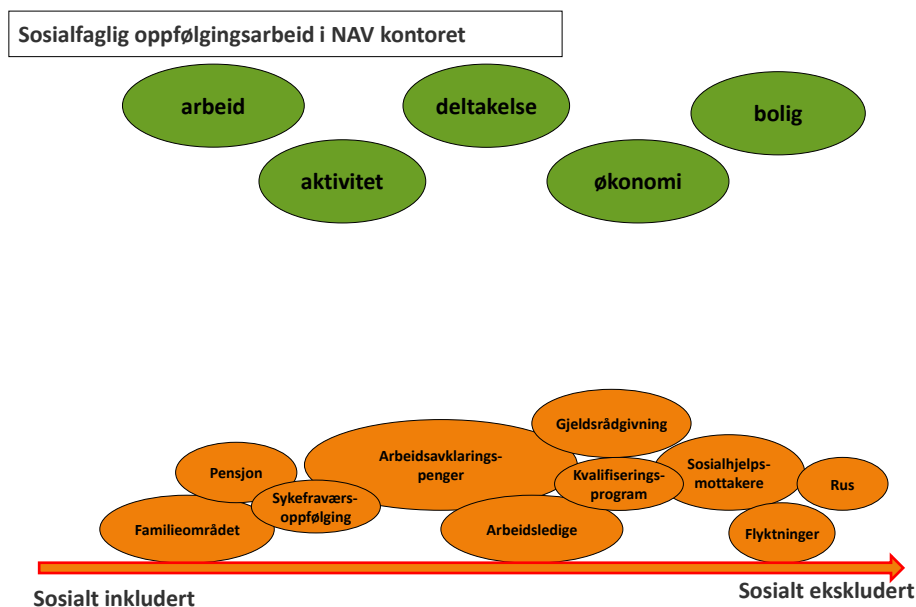 Sosialfaglig oppfølgingsarbeid i NAV kontoret
arbeid
deltakelse
bolig
aktivitet
økonomi
Gjeldsrådgivning
Arbeidsavklarings-
penger
Pensjon
Kvalifiserings-
program
Sosialhjelps-
mottakere
Rus
Sykefraværs-
oppfølging
Familieområdet
Arbeidsledige
Flyktninger
Sosialt inkludert
Sosialt ekskludert